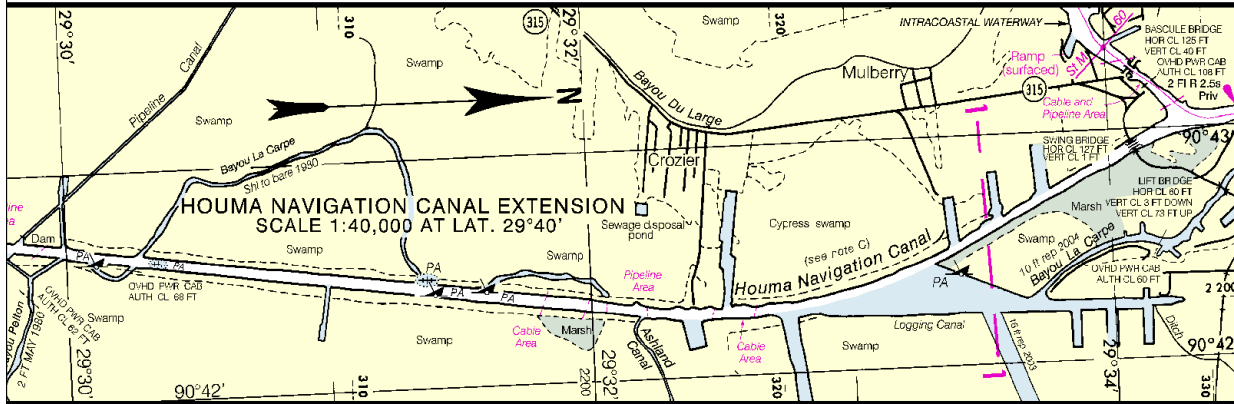 29°30'
310
315
29°32'
Swamp
320
INTRACOASTAL WATERWAY
St.M.
60
BASCULE BRIDGE
HOR CL 125 FT
VERT CL 40 FT
OVHD PWR CAB
AUTH CL 108 FT
2 Fl R 2.5s
Priv
Pipeline
Canal
Swamp
Swamp
N
Bayou Du Large
Mulberry
Ramp
(surfaced)
315
Cable and
Pipeline Area
Swamp
Swamp
90°43'
Bayou La Carpe
Shl to bare 1980
Crozier
SWING BRIDGE
HOR CL 127 FT
VERT CL 1 FT
HOUMA NAVIGATION CANAL EXTENSION
SCALE 1:40,000 AT LAT. 29°40'
LIFT BRIDGE
HOR CL 60 FT
VERT CL 3 FT DOWN
VERT CL 73 FT UP
Marsh
Sewage disposal
pond
Cypress swamp
Swamp
Area
Dam
Swamp
Swamp
(see note C)
Houma Navigation Canal
10 ft rep 2004
Bayou La Carpe
PA
PA
PA
PA
PA
Pipeline
Area
PA
OVHD PWR CAB
AUTH CL 60 FT
OVHD PWR CAB
AUTH CL 68 FT
OVHD PWR CAB
AUTH CL 62 FT
Swamp
2 FT MAY 1980
Swamp
Cable
Area
Marsh
Ashland
Canal
Cable
Area
Logging Canal
Swamp
16 ft rep 2003
2 200
Ditch
90°42'
29°30'
90°42'
310
2200
29°32'
320
29°34'
330